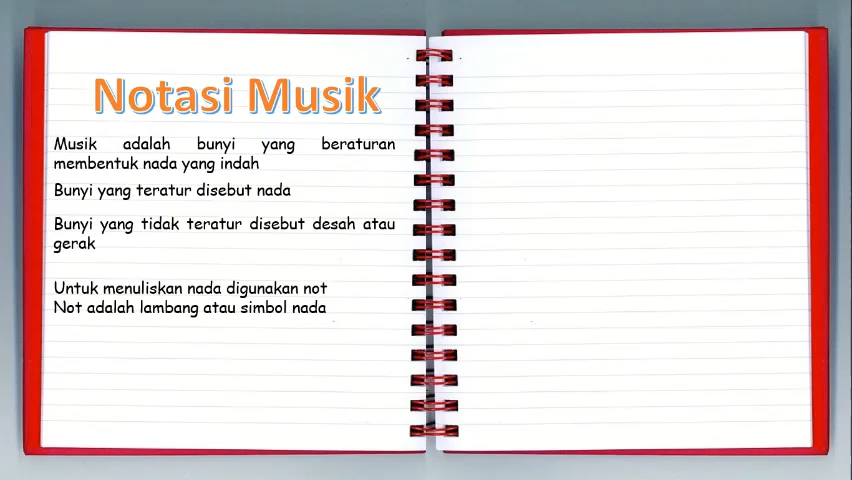 Notasi Musik
Musik adalah bunyi yang beraturan
membentuk nada yang indah
Bunyi yang teratur disebut nada
Bunyi yang tidak teratur disebut desah atau
gerak
Untuk menuliskan nada digunakan not
Not adalah lambang atau simbol nada